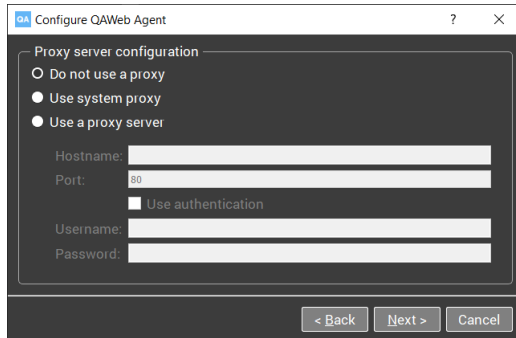 QA Configure QAWeb Agent ?
Proxy server configuration
Do not use a proxy
Use system proxy
Use a proxy server
Hostname:
Port: 80
Use authentication
Username:
Password:
< Back Next > Cancel